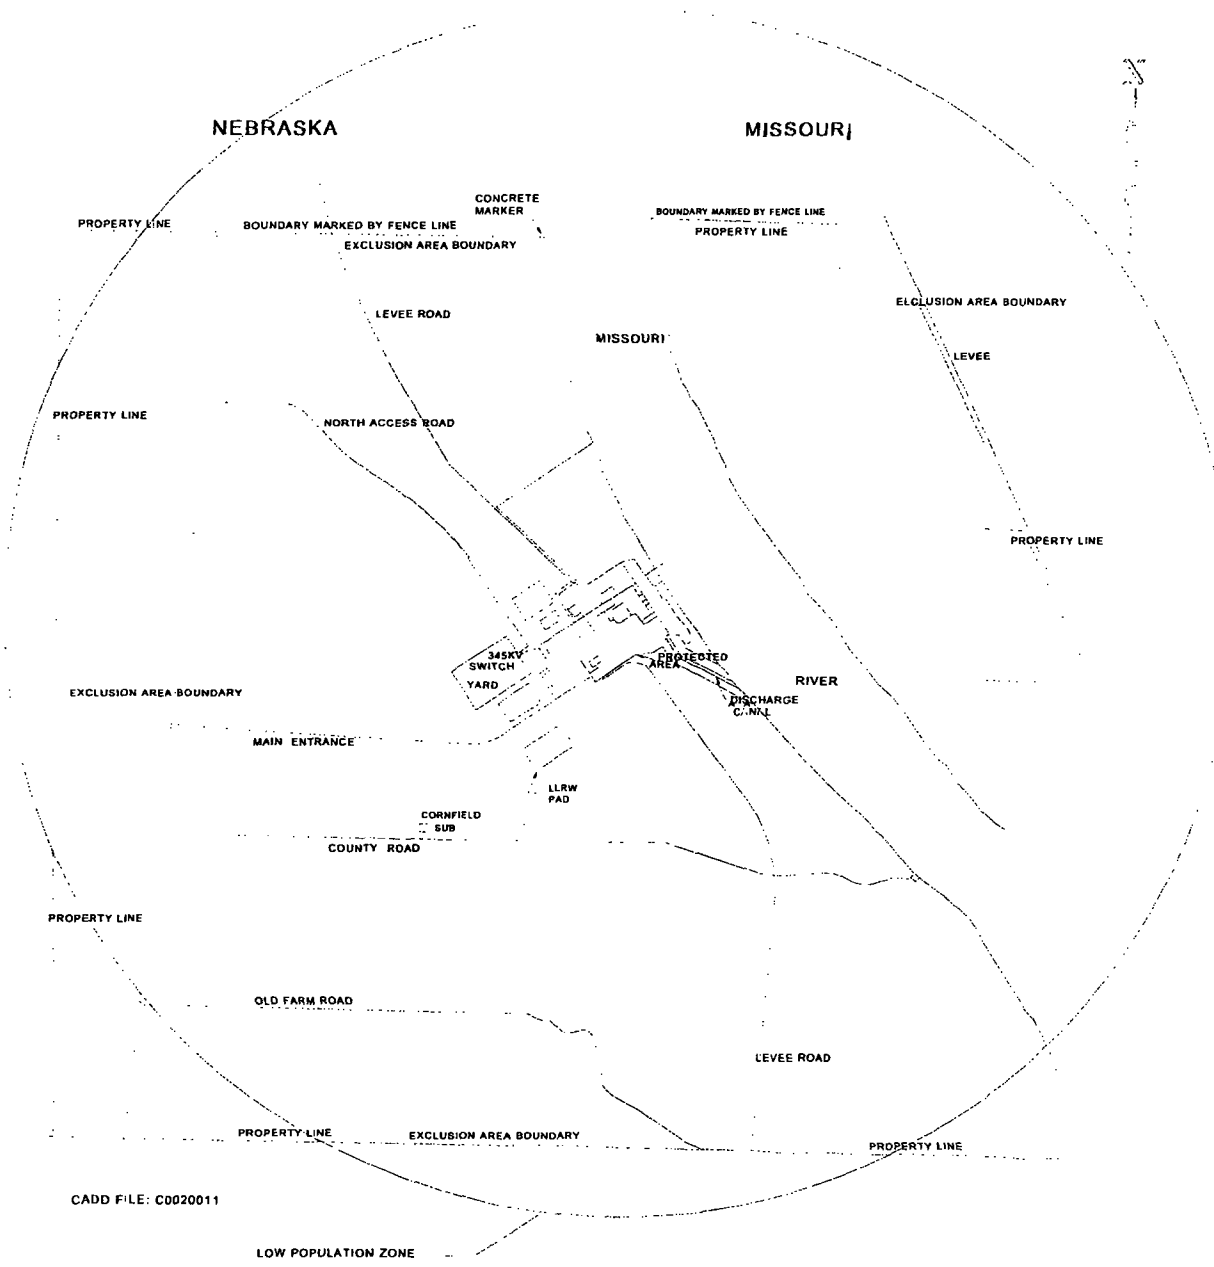 NEBRASKA
MISSOURI
CONCRETE
MARKER
PROPERTY LINE
BOUNDARY MARKED BY FENCE LINE
BOUNDARY MARKED BY FENCE LINE
PROPERTY LINE
EXCLUSION AREA BOUNDARY
ELCLUSION AREA BOUNDARY
LEVEE ROAD
MISSOURI
LEVEE
PROPERTY LINE
NORTH ACCESS ROAD
PROPERTY LINE
345KV
SWITCH
YARD
PROTECTED
AREA
RIVER
EXCLUSION AREA BOUNDARY
DISCHARGE
CANAL
MAIN ENTRANCE
LLRW
PAD
CORNFIELD
SUB
COUNTY ROAD
PROPERTY LINE
OLD FARM ROAD
LEVEE ROAD
PROPERTY LINE
EXCLUSION AREA BOUNDARY
PROPERTY LINE
CADD FILE: C0020011
LOW POPULATION ZONE